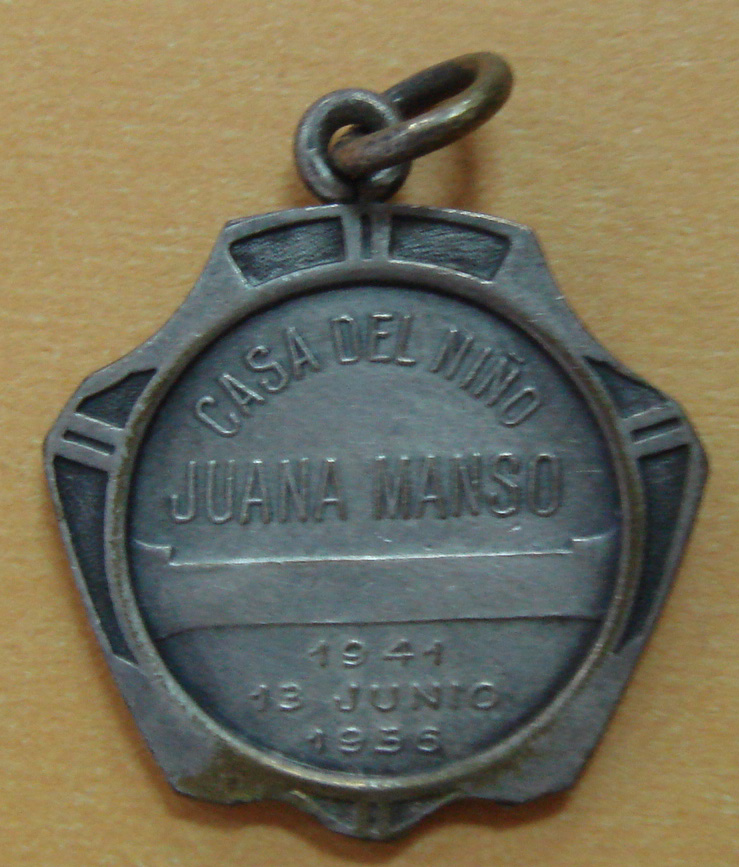 CASA DEL NIÑO
JUANA MANSO
1941
13 JUNIO
1956